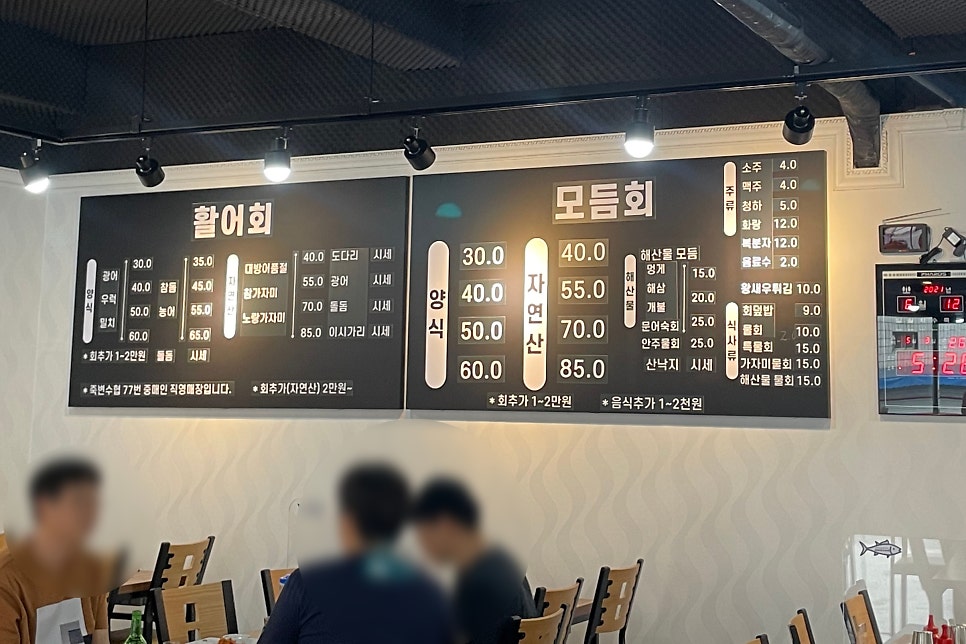 활어회
양식
광어
우럭
밀치
30.0
40.0
60.0
참돔
농어
35.0
45.0
55.0
65.0
* 회추가 1~2만원 돌돔 시세
자연산
대방어품절
참가자미
노랑가자미
40.0 도다리 시세
55.0 광어 시세
70.0 돌돔 시세
85.0 이시가리 시세
* 죽변수협 77번 중매인 직영매장입니다.
* 회추가(자연산) 2만원~
모듬회
양식
30.0
40.0
50.0
60.0
자연산
40.0
55.0
70.0
85.0
해산물
해산물 모듬
멍게
해삼
개불
문어숙회
15.0
20.0
25.0
안주물회 25.0
산낙지 시세
* 회추가 1~2만원
* 음식추가 1~2천원
주류
소주 4.0
맥주 4.0
청하 5.0
화랑 12.0
복분자 12.0
음료수 2.0
왕새우튀김 10.0
식사류
회덮밥 9.0
물회 10.0
특물회 15.0
가자미물회 15.0
해산물 물회 15.0
2021
6 12
5:26